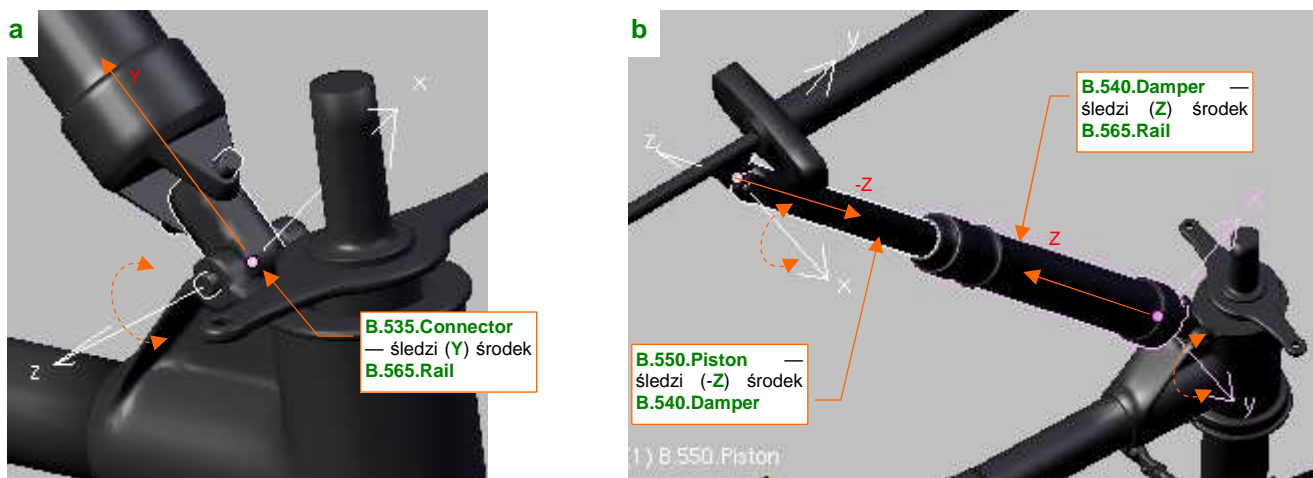 a
Y
x
z
B.535.Connector
— śledzi (Y) środek
B.565.Rail
b
y
B.540.Damper —
śledzi (Z) środek
B.565.Rail
z
-Z
x
Z
x
B.550.Piston —
śledzi (-Z) środek
B.540.Damper
y
(1) B.550.Piston